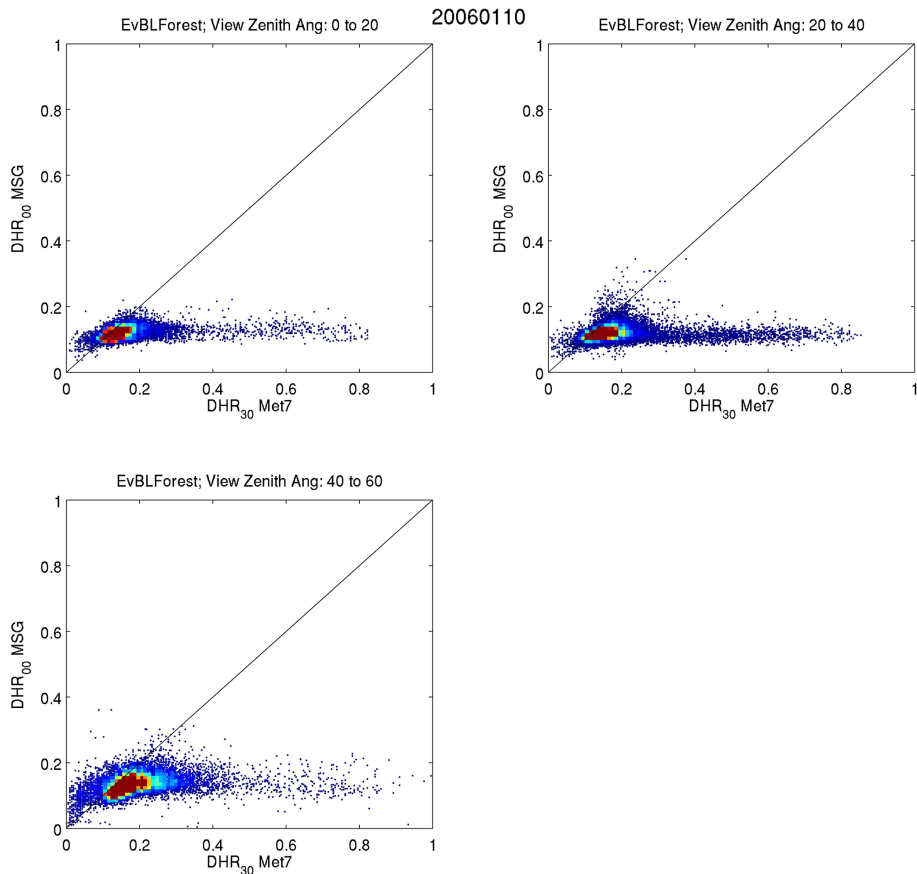 20060110
EvBLForest; View Zenith Ang: 0 to 20
1
0.8
0.6
0.4
0.2
0
DHR00 MSG
0 0.2 0.4 0.6 0.8 1
DHR30 Met7
EvBLForest; View Zenith Ang: 20 to 40
1
0.8
0.6
0.4
0.2
0
DHR00 MSG
0 0.2 0.4 0.6 0.8 1
DHR30 Met7
EvBLForest; View Zenith Ang: 40 to 60
1
0.8
0.6
0.4
0.2
0
DHR00 MSG
0 0.2 0.4 0.6 0.8 1
DHR30 Met7